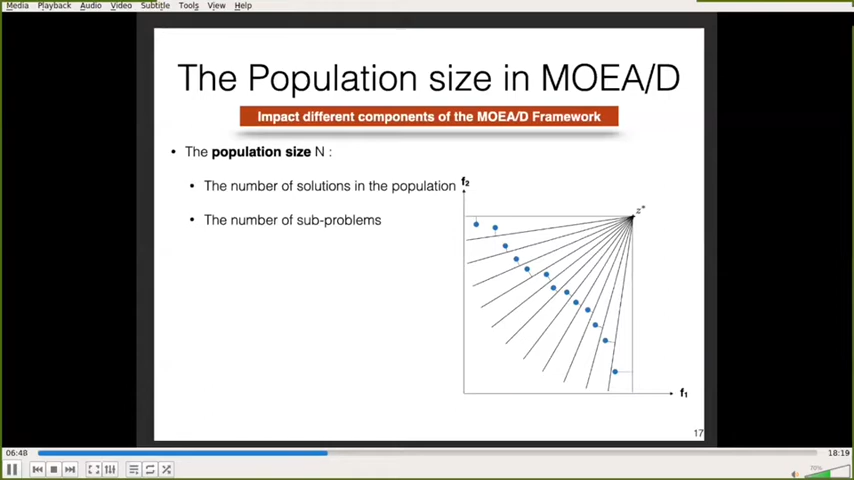 Media Playback Audio Video Subtitle Tools View Help
The Population size in MOEA/D
Impact different components of the MOEA/D Framework
• The population size N :
• The number of solutions in the population
• The number of sub-problems
f₂
z*
f₁
17
06:48
18:19
70%